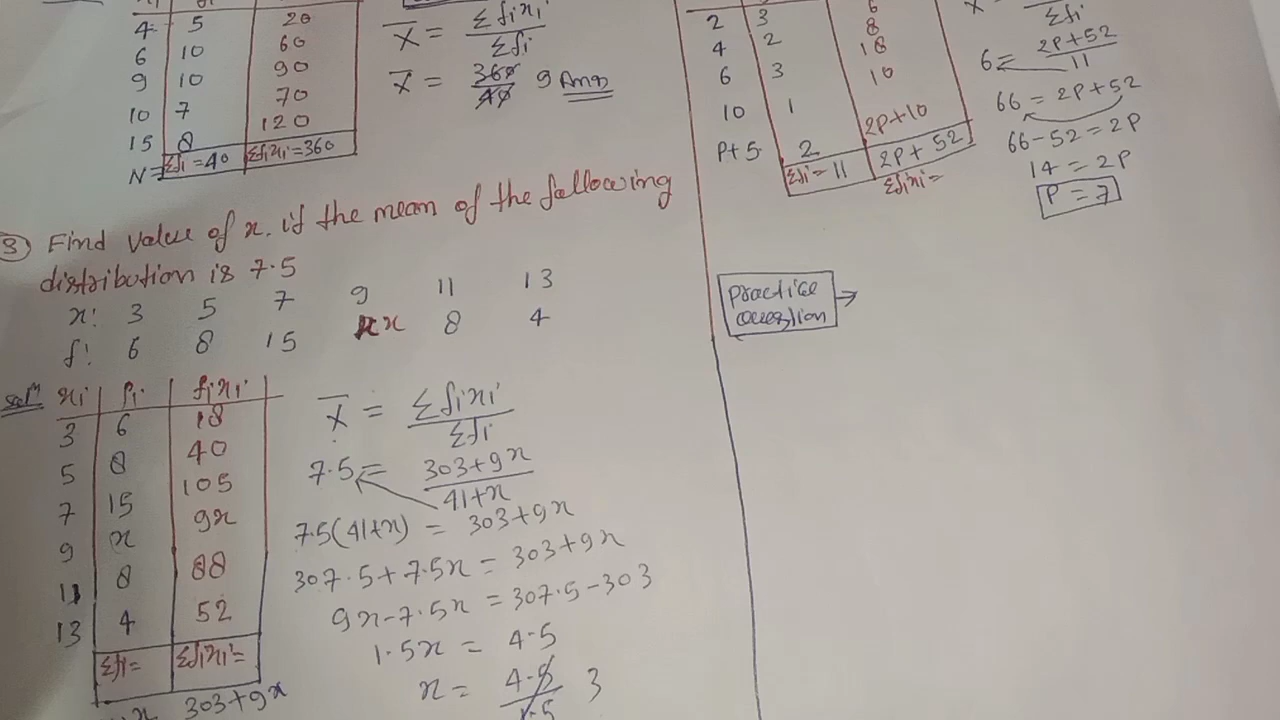 4 5 20
6 10 60
9 10 90
10 7 70
15 8 120
N= Σfi=40 Σfixi=360
X̄ = Σfixi / Σfi
X̄ = 360/40 9 Ans
3 Find value of x. if the mean of the following
distribution is 7.5
x: 3 5 7 9 11 13
f: 6 8 15 x 8 4
Solⁿ xi fi fixi
3 6 18
5 8 40
7 15 105
9 x 9x
11 8 88
13 4 52
Σfi= Σfixi=
303+9x
X̄ = Σfixi / Σfi
7.5 = 303+9x / 41+x
7.5(41+x) = 303+9x
307.5+7.5x = 303+9x
9x-7.5x = 307.5-303
1.5x = 4.5
x = 4.5/1.5 3
2 3 6
4 2 8
6 3 18
10 1 10
P+5 2 2P+10
Σfi=11 2P+52
Σfixi=
Σfi
6 = 2P+52 / 11
66 = 2P+52
66-52 = 2P
14 = 2P
P = 7
Practice
Question →